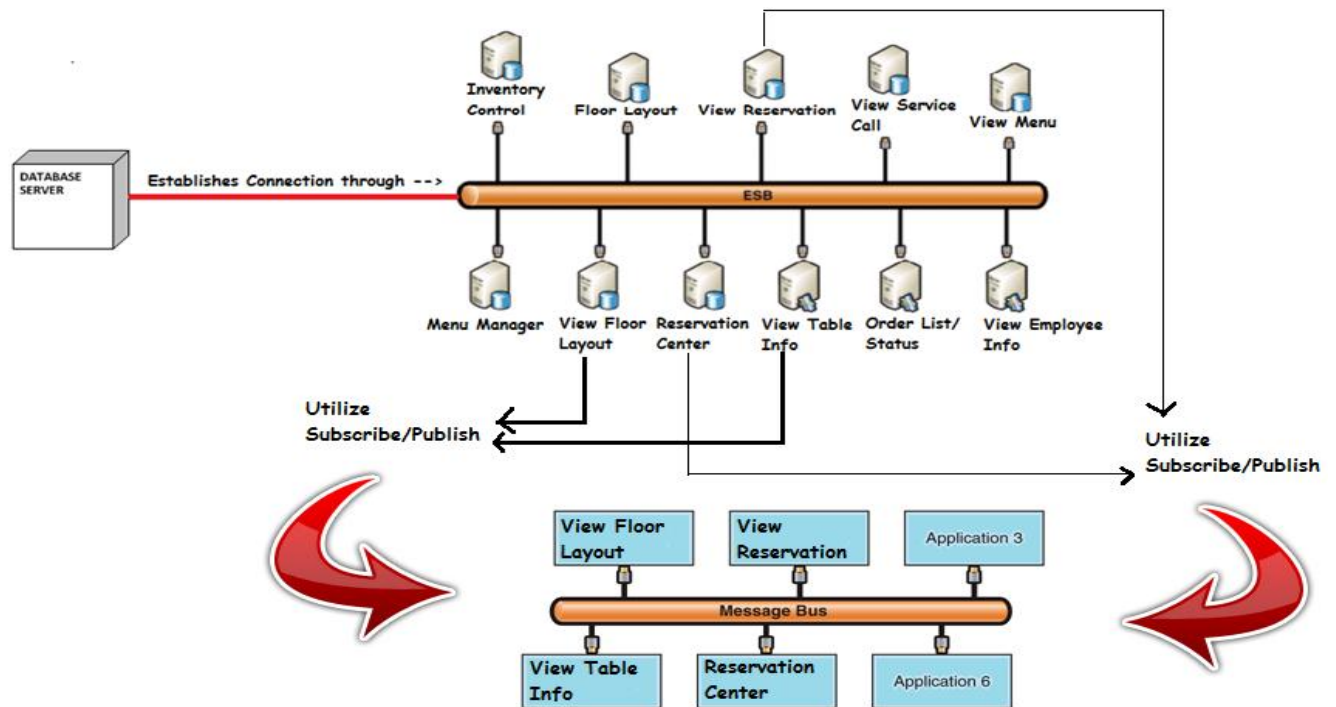 Inventory
Control
Floor Layout
View Reservation
View Service
Call
View Menu
DATABASE
SERVER
Establishes Connection through -->
ESB
Menu Manager
View Floor
Layout
Reservation
Center
View Table
Info
Order List/
Status
View Employee
Info
Utilize
Subscribe/Publish
Utilize
Subscribe/Publish
View Floor
Layout
View
Reservation
Application 3
Message Bus
View Table
Info
Reservation
Center
Application 6